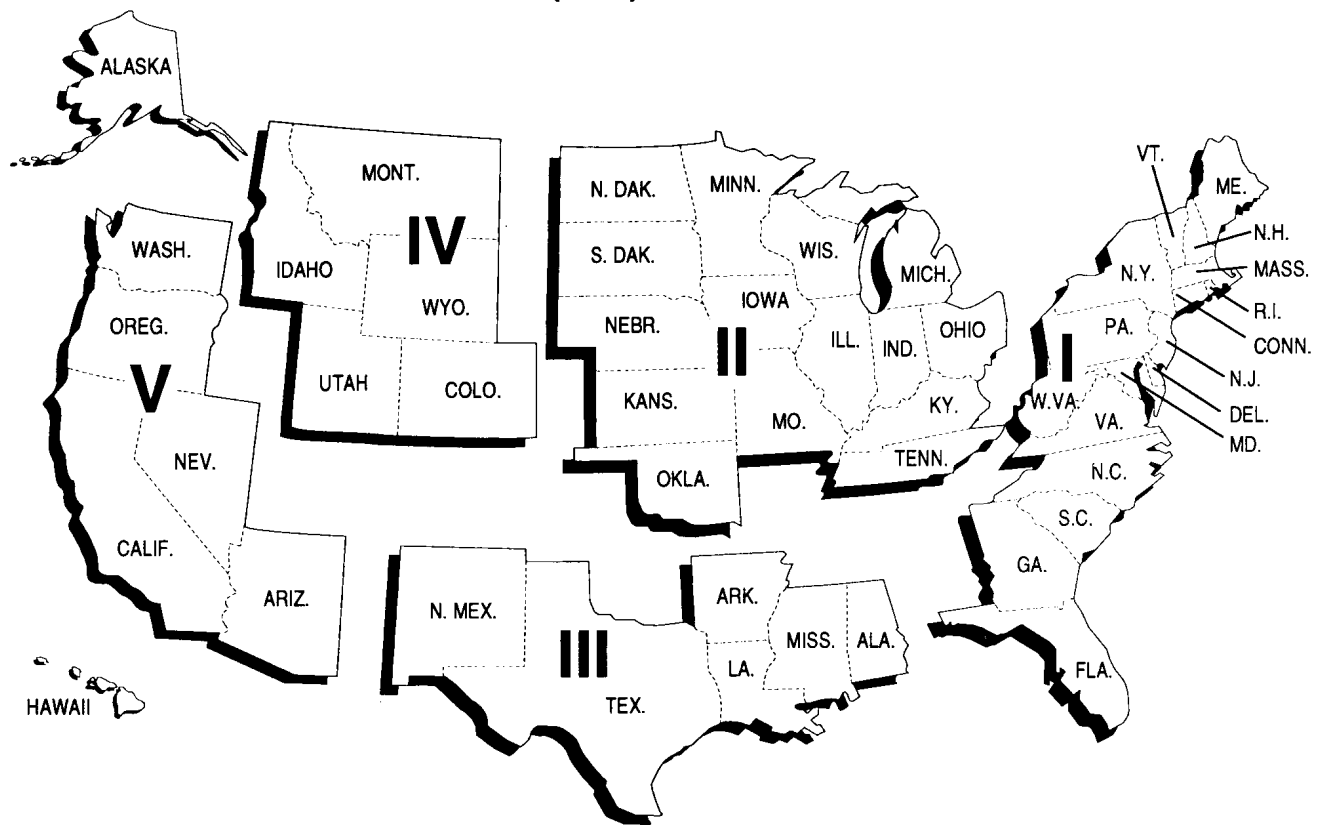 ALASKA
MONT.
IV
IDAHO
WYO.
UTAH
COLO.
WASH.
OREG.
V
NEV.
CALIF.
ARIZ.
HAWAII
N. DAK.
MINN.
S. DAK.
WIS.
MICH.
NEBR.
IOWA
II
ILL.
IND.
OHIO
KANS.
MO.
KY.
OKLA.
TENN.
N. MEX.
III
TEX.
ARK.
LA.
MISS.
ALA.
VT.
ME.
N.H.
N.Y.
MASS.
R.I.
PA.
CONN.
I
N.J.
W.VA
DEL.
VA.
MD.
N.C.
S.C.
GA.
FLA.